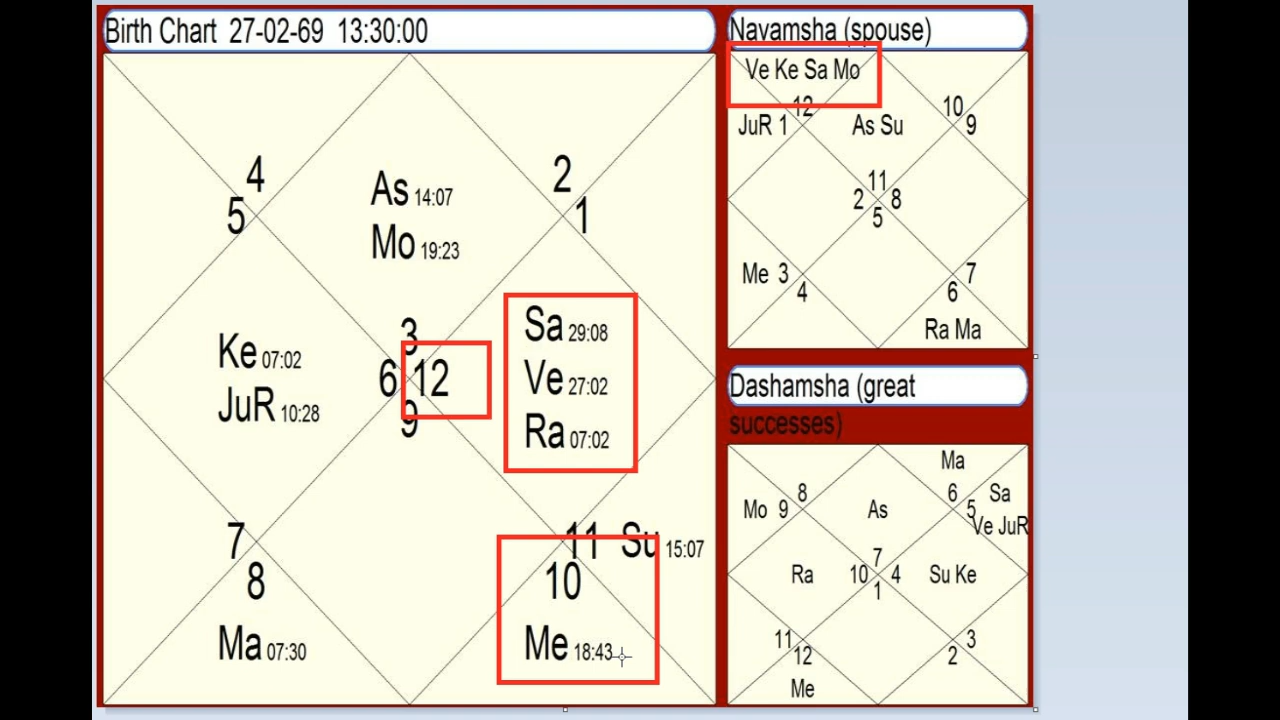 Birth Chart 27-02-69 13:30:00
4
5
As 14:07
Mo 19:23
2
1
Ke 07:02
JuR 10:28
3
6 12
9
Sa 29:08
Ve 27:02
Ra 07:02
7
8
Ma 07:30
11 Su 15:07
10
Me 18:43
Navamsha (spouse)
Ve Ke Sa Mo
12
JuR 1
As Su
10
9
11
2 8
5
Me 3
4
7
6
Ra Ma
Dashamsha (great
successes)
Ma
8
Mo 9
As
6 Sa
5
Ve JuR
7
Ra 10 4 Su Ke
1
11
12
Me
3
2